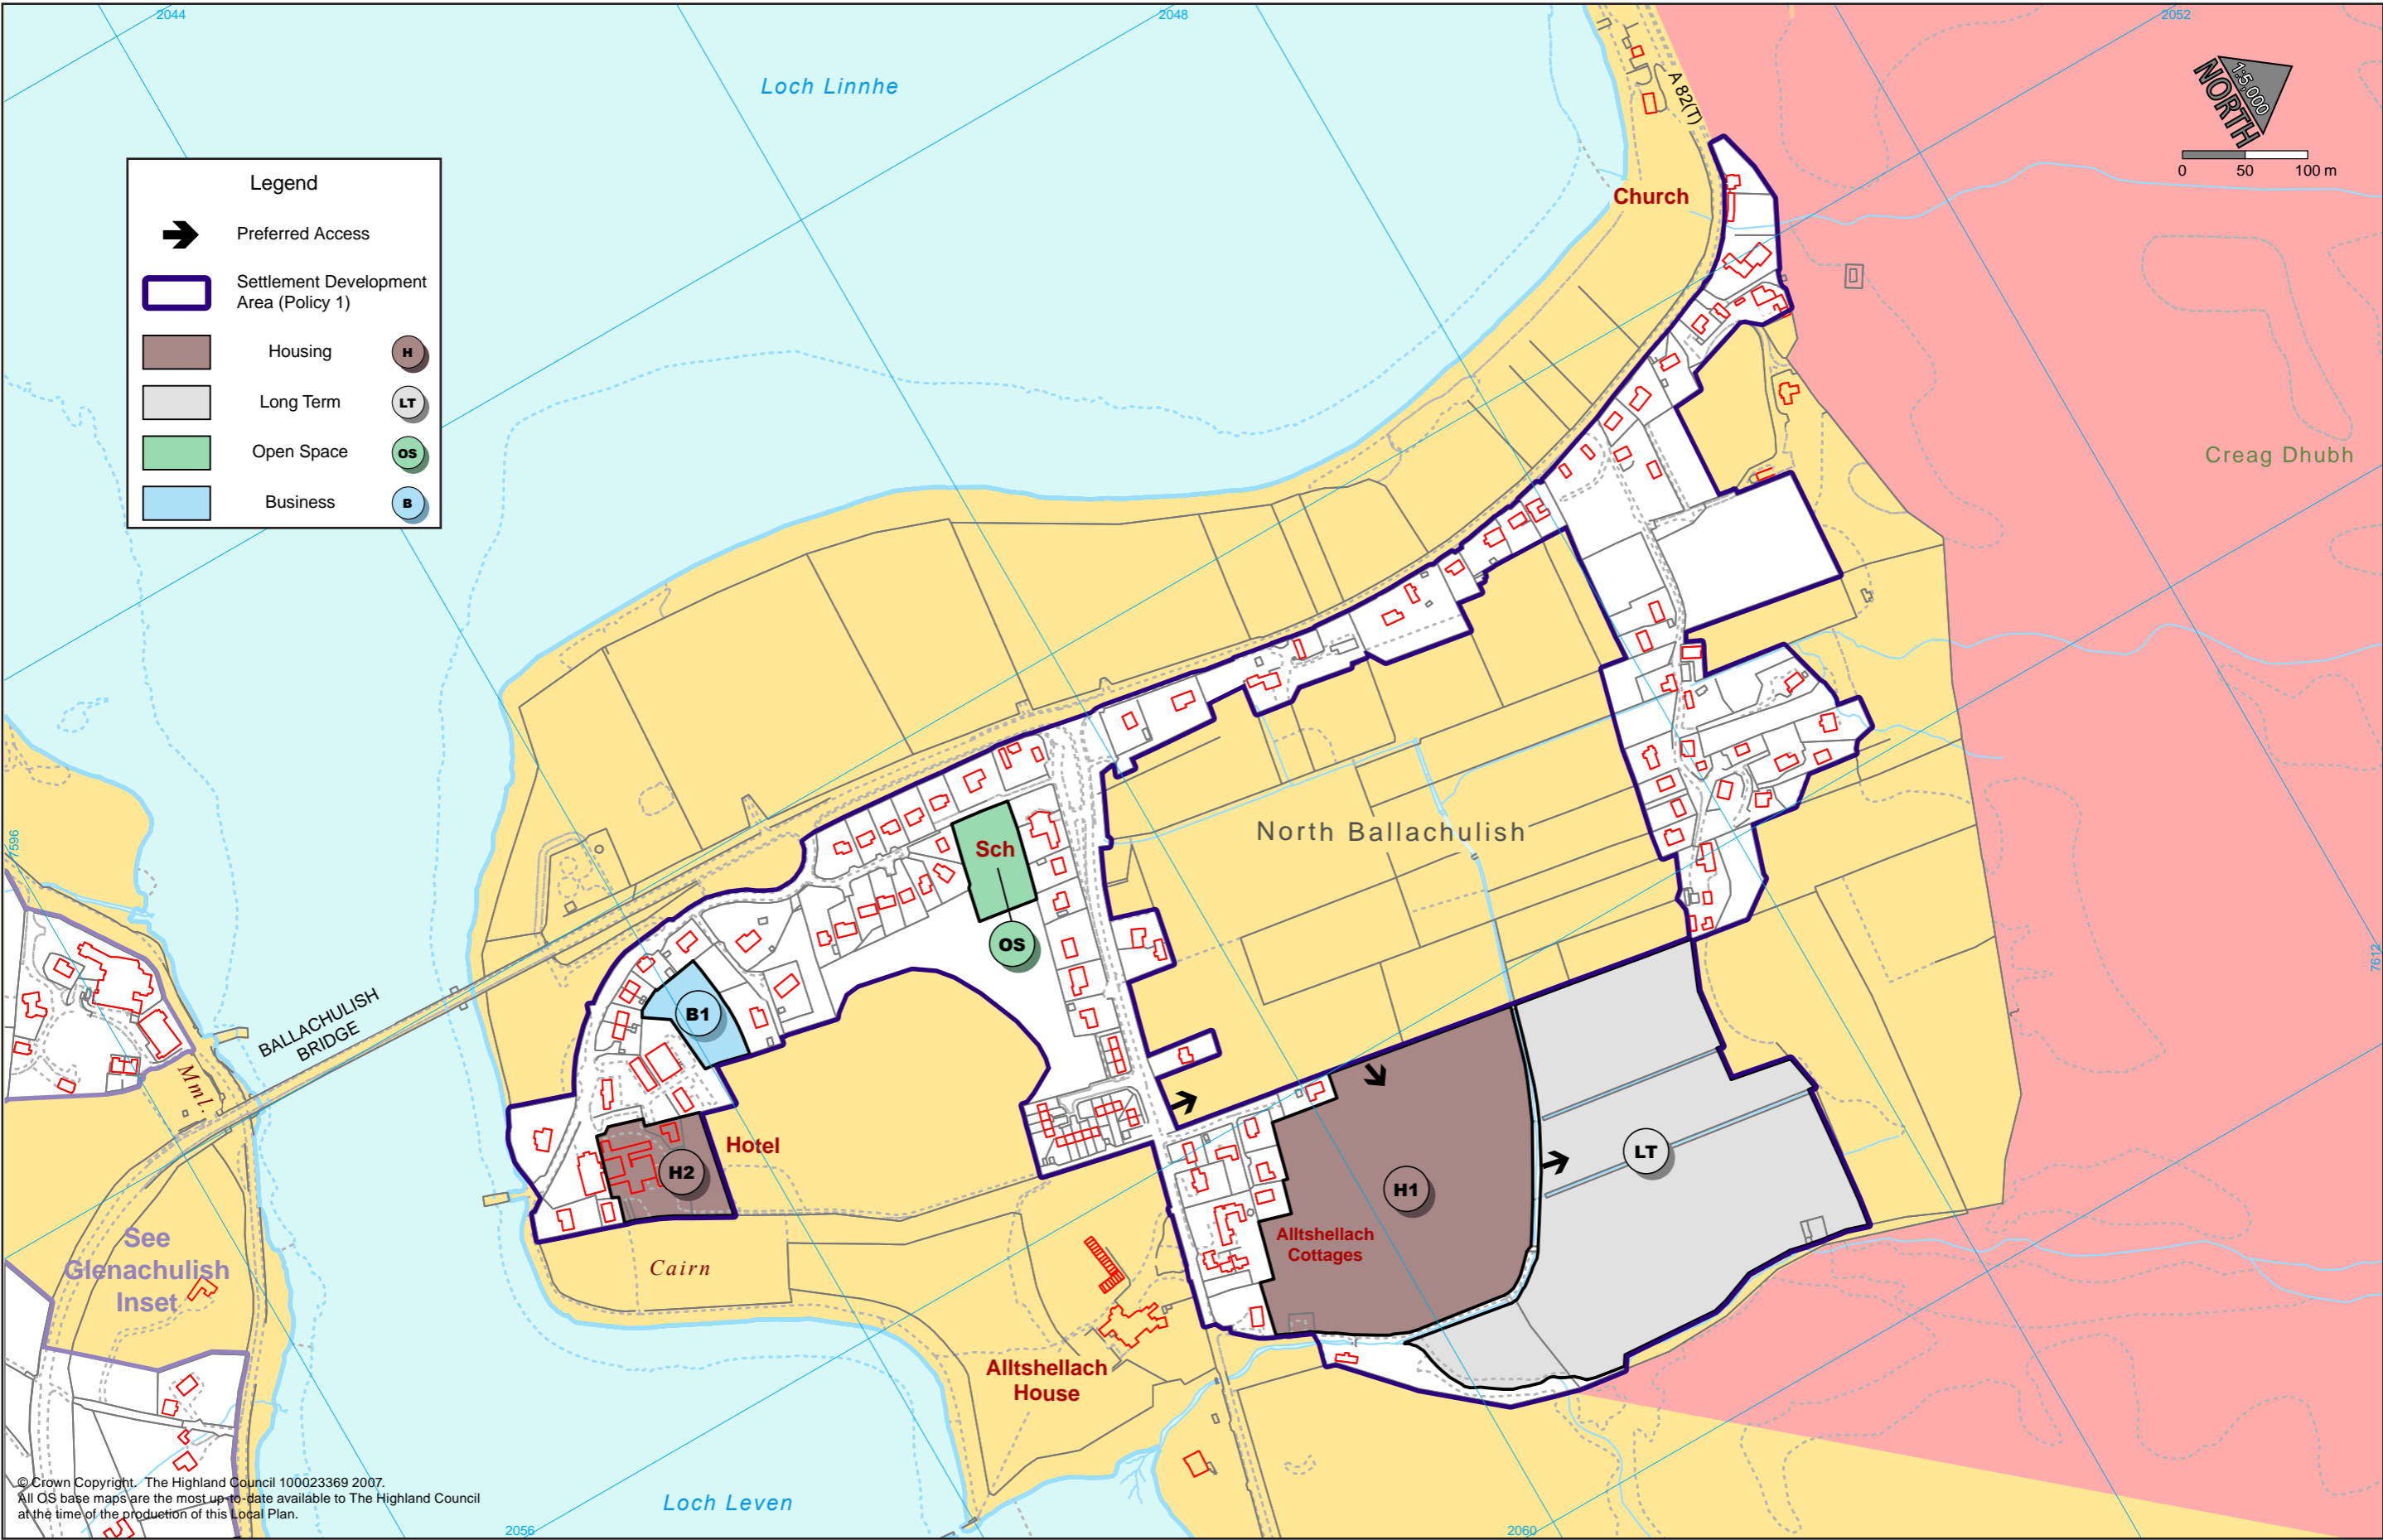 2044
2048
2052
Loch Linnhe
A 82(T)
1:5,000
NORTH
0 50 100 m
Legend
Preferred Access
Settlement Development
Area (Policy 1)
Housing H
Long Term LT
Open Space OS
Business B
Church
Creag Dhubh
7596
Sch
North Ballachulish
OS
7612
BALLACHULISH
BRIDGE
B1
Mml.
Hotel
H2
LT
H1
Alltshellach
Cottages
See
Glenachulish
Inset
Cairn
Alltshellach
House
© Crown Copyright. The Highland Council 100023369 2007.
All OS base maps are the most up-to-date available to The Highland Council
at the time of the production of this Local Plan.
Loch Leven
2056
2060